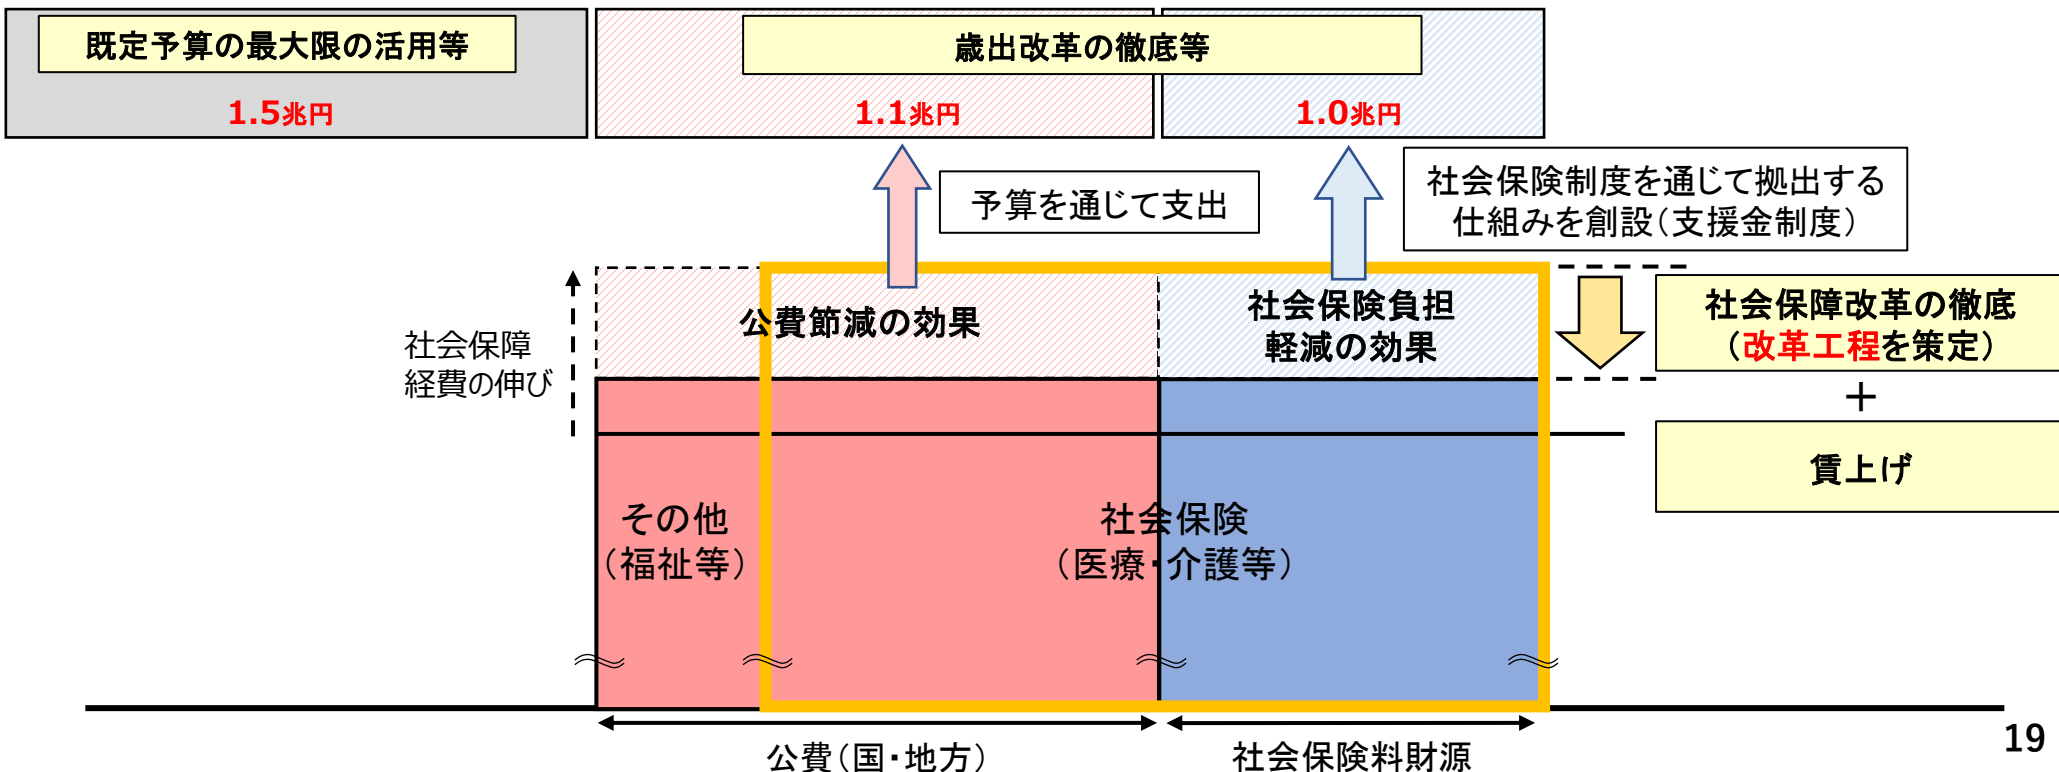 既定予算の最大限の活用等
1.5兆円
歳出改革の徹底等
1.1兆円
1.0兆円
予算を通じて支出
社会保険制度を通じて拠出する
仕組みを創設(支援金制度)
社会保障
経費の伸び
公費節減の効果
社会保険負担
軽減の効果
社会保障改革の徹底
(改革工程を策定)
+
賃上げ
その他
(福祉等)
社会保険
(医療・介護等)
公費(国・地方)
社会保険料財源
19